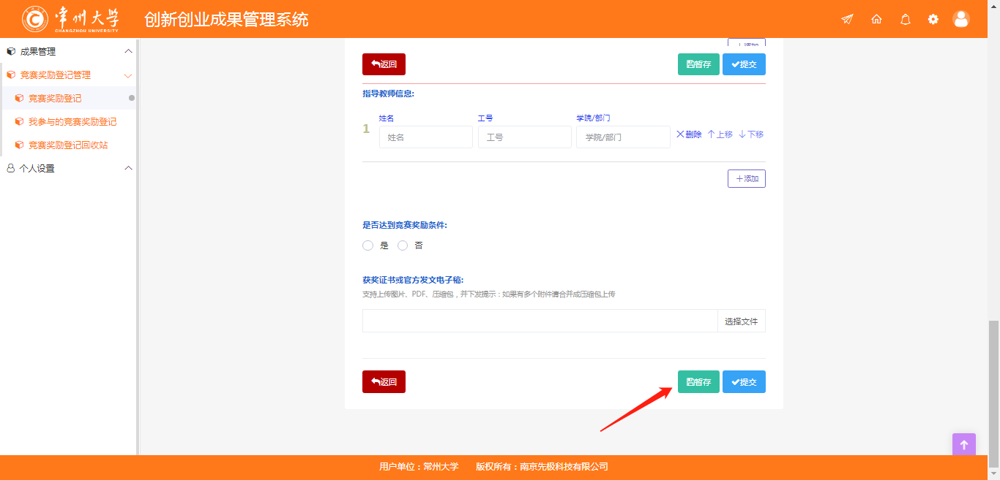 常州大学
CHANGZHOU UNIVERSITY
创新创业成果管理系统
成果管理
竞赛奖励登记管理
竞赛奖励登记
我参与的竞赛奖励登记
竞赛奖励登记回收站
个人设置
添加
返回
暂存
提交
指导教师信息:
姓名 工号 学院/部门
1 姓名 工号 学院/部门 删除 上移 下移
添加
是否达到竞赛奖励条件:
是 否
获奖证书或官方发文电子稿:
支持上传图片、PDF、压缩包，并下发提示：如果有多个附件请合并成压缩包上传
选择文件
返回
暂存
提交
用户单位：常州大学 版权所有：南京先极科技有限公司